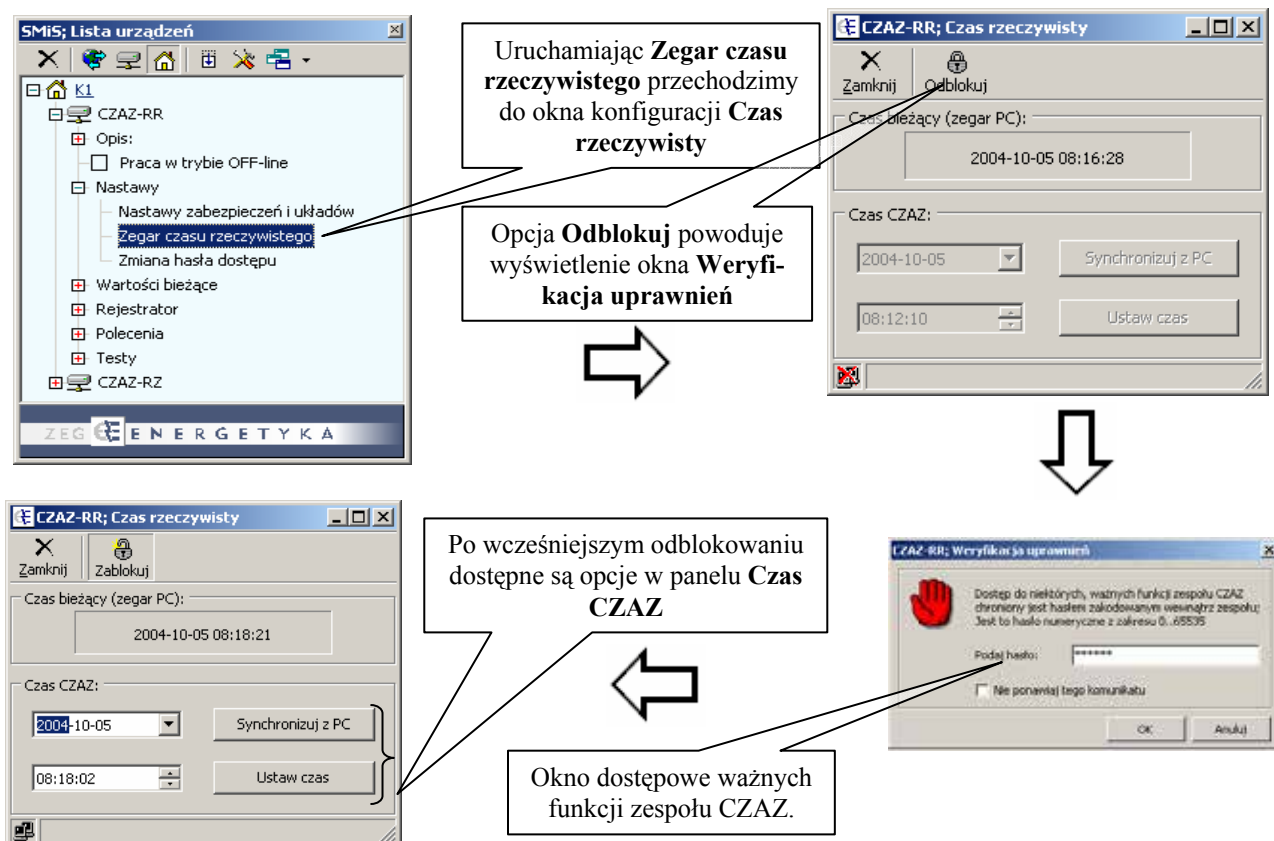 SMiS; Lista urządzeń
K1
CZAZ-RR
Opis:
Praca w trybie OFF-line
Nastawy
Nastawy zabezpieczeń i układów
Zegar czasu rzeczywistego
Zmiana hasła dostępu
Wartości bieżące
Rejestrator
Polecenia
Testy
CZAZ-RZ
ZEG ENERGETYKA
Uruchamiając Zegar czasu
rzeczywistego przechodzimy
do okna konfiguracji Czas
rzeczywisty
Opcja Odblokuj powoduje
wyświetlenie okna Weryfi-
kacja uprawnień
CZAZ-RR; Czas rzeczywisty
Zamknij Odblokuj
Czas bieżący (zegar PC):
2004-10-05 08:16:28
Czas CZAZ:
2004-10-05 Synchronizuj z PC
08:12:10 Ustaw czas
CZAZ-RR; Weryfikacja uprawnień
Dostęp do niektórych, ważnych funkcji zespołu CZAZ
chroniony jest hasłem zakodowanym wewnątrz zespołu;
Jest to hasło numeryczne z zakresu 0..65535
Podaj hasło: ******
Nie ponawiaj tego komunikatu
OK Anuluj
Okno dostępowe ważnych
funkcji zespołu CZAZ.
Po wcześniejszym odblokowaniu
dostępne są opcje w panelu Czas
CZAZ
CZAZ-RR; Czas rzeczywisty
Zamknij Zablokuj
Czas bieżący (zegar PC):
2004-10-05 08:18:21
Czas CZAZ:
2004-10-05 Synchronizuj z PC
08:18:02 Ustaw czas